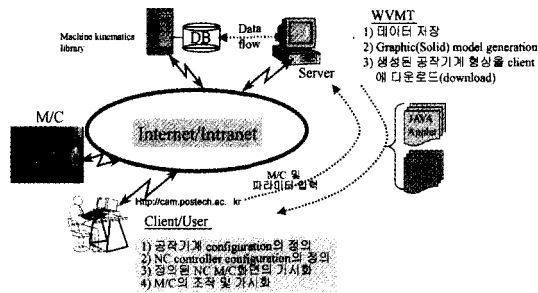 Machine kinematics
library
DB
Data
flow
Server
WVMT
1) 데이터 저장
2) Graphic(Solid) model generation
3) 생성된 공작기계 형상을 client
에 다운로드(download)
M/C
Internet/Intranet
JAVA
Applet
M/C 및
파라미터 입력
Http://cam.postech.ac. kr
Client/User
1) 공작기계 configuration의 정의
2) NC controller configuration의 정의
3) 정의된 NC M/C화면의 가시화
4) M/C의 조작 및 가시화